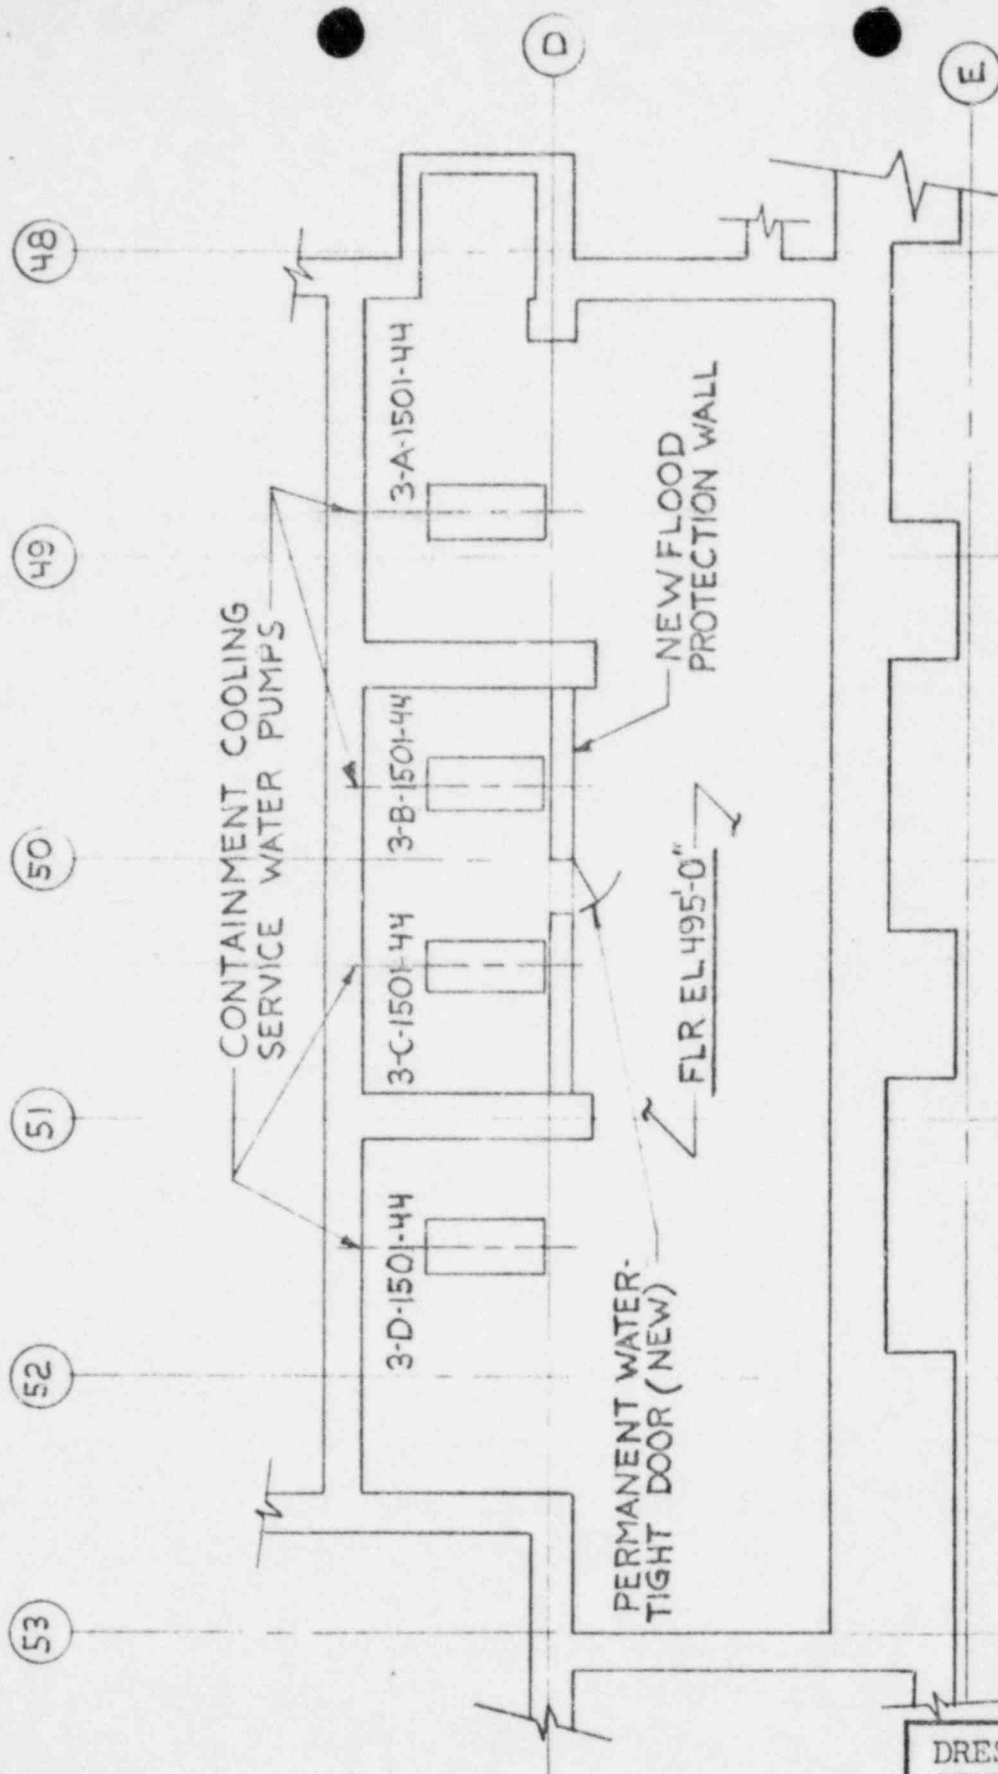 53
52
51
50
49
48
D
E
CONTAINMENT COOLING
SERVICE WATER PUMPS
3-D-1501-44
3-C-1501-44
3-B-1501-44
3-A-1501-44
NEW FLOOD
PROTECTION WALL
FLR EL 495'-0"
PERMANENT WATER-
TIGHT DOOR (NEW)
DRES